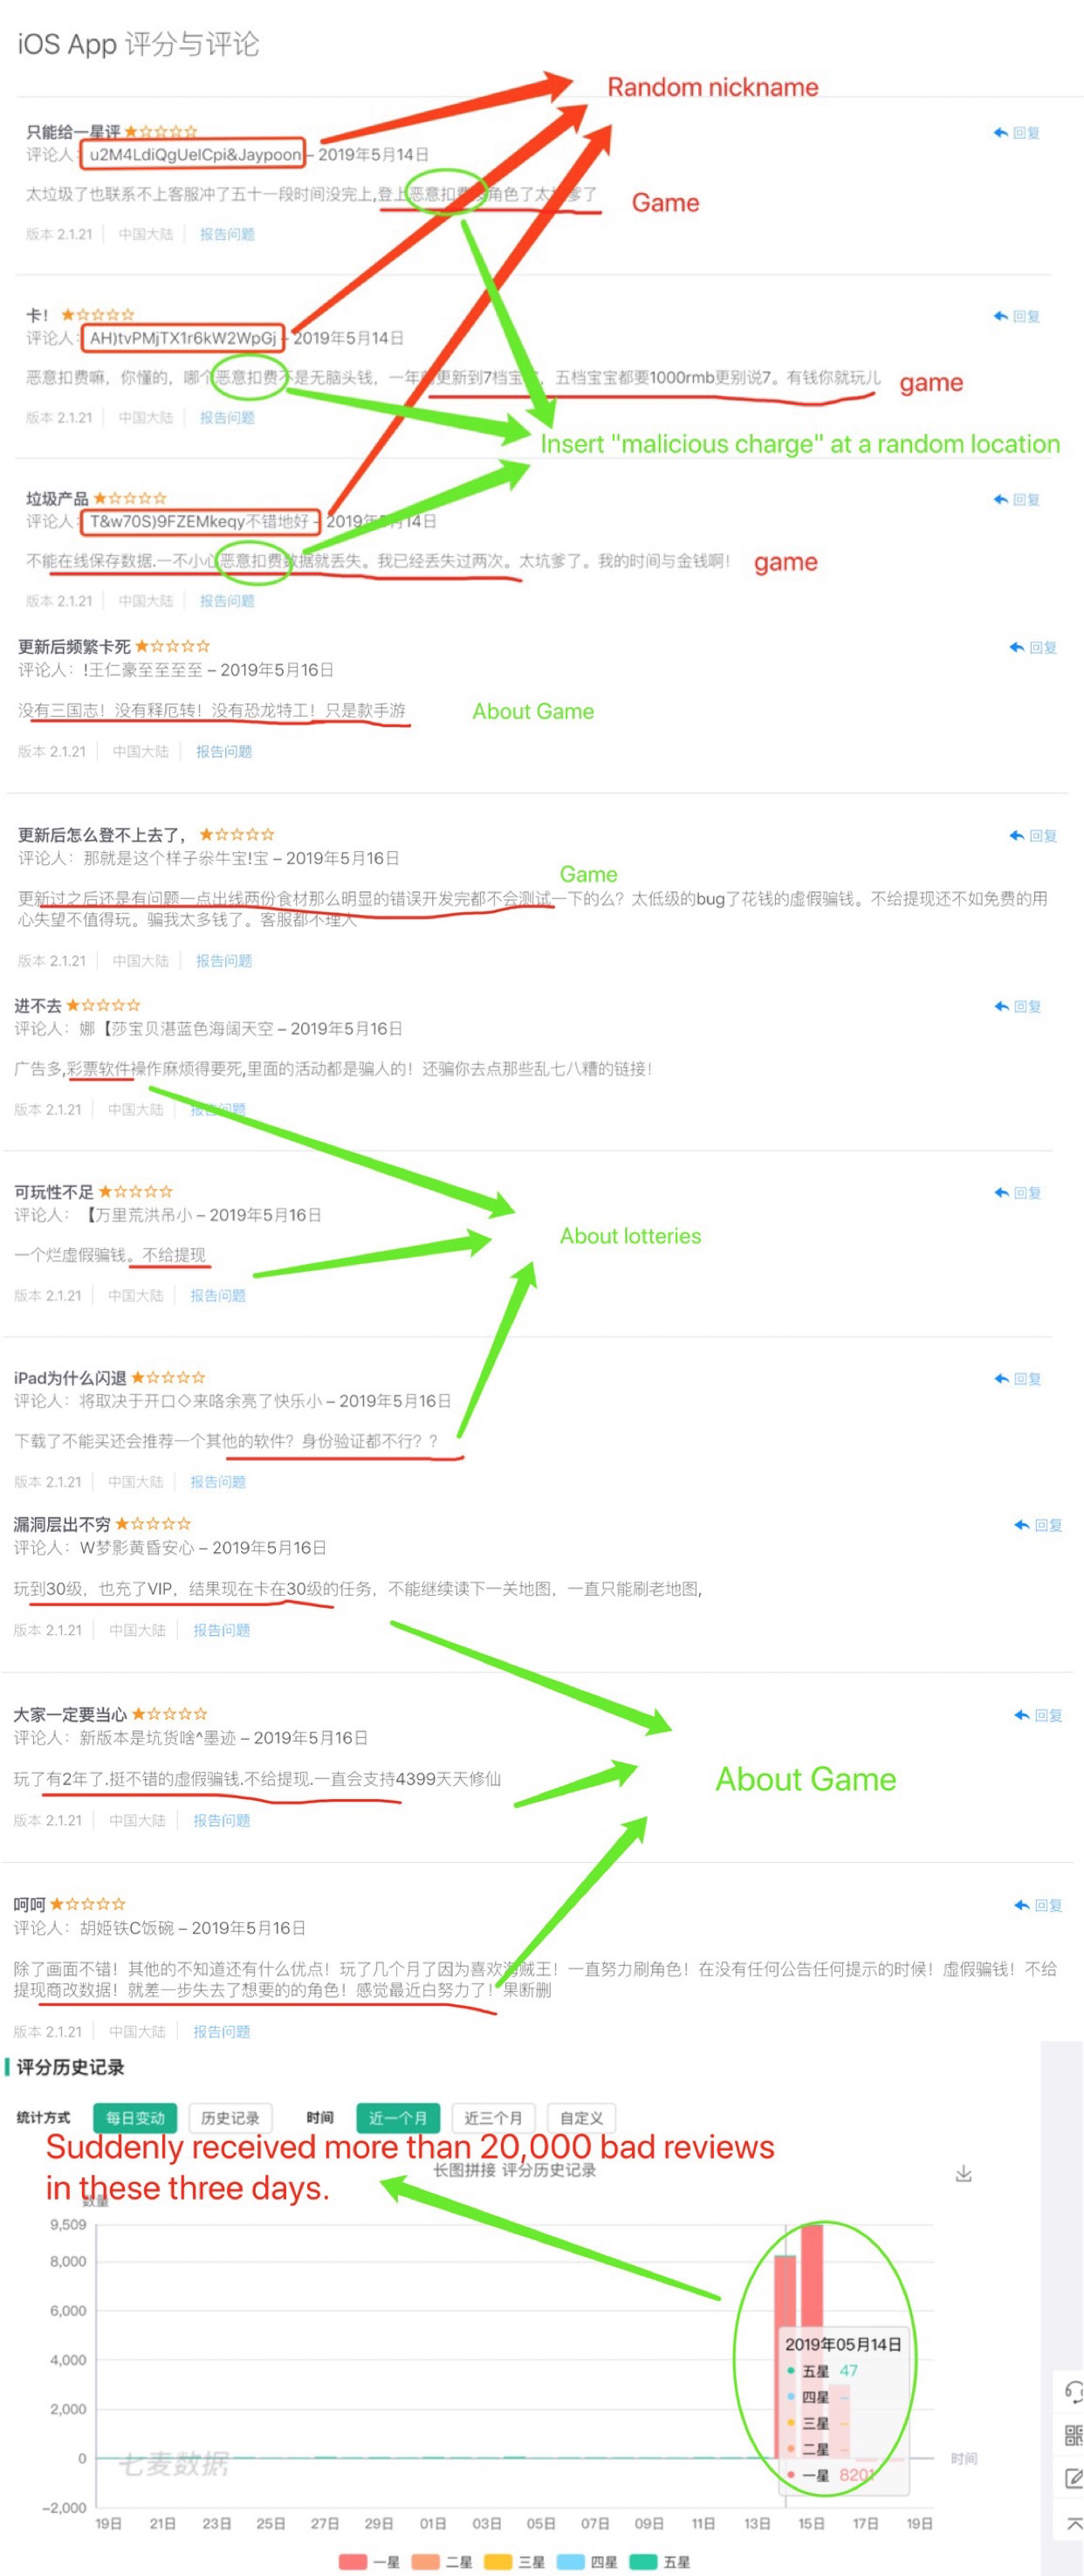 iOS App 评分与评论
Random nickname
只能给一星评 ★☆☆☆☆
回复
评论人: u2M4LdiQgUeICpi&Jaypoon – 2019年5月14日
太垃圾了也联系不上客服冲了五十一段时间没完上,登上恶意扣费 角色了太 爹了
Game
版本 2.1.21 中国大陆 报告问题
卡! ★☆☆☆☆
回复
评论人: AH)tvPMjTX1r6kW2WpGj – 2019年5月14日
恶意扣费嘛，你懂的，哪个恶意扣费不是无脑头钱，一年 更新到7档宝 ，五档宝宝都要1000rmb更别说7。有钱你就玩儿
game
版本 2.1.21 中国大陆 报告问题
Insert "malicious charge" at a random location
垃圾产品 ★☆☆☆☆
回复
评论人: T&w70S)9FZEMkeqy不错地好 – 2019年 月14日
不能在线保存数据.一不小心恶意扣费数据就丢失。我已经丢失过两次。太坑爹了。我的时间与金钱啊!
game
版本 2.1.21 中国大陆 报告问题
更新后频繁卡死 ★☆☆☆☆
回复
评论人: !王仁豪至至至至 – 2019年5月16日
没有三国志！没有释厄转！没有恐龙特工！只是款手游
About Game
版本 2.1.21 中国大陆 报告问题
更新后怎么登不上去了， ★☆☆☆☆
回复
评论人: 那就是这个样子尜牛宝!宝 – 2019年5月16日
Game
更新过之后还是有问题一点出线两份食材那么明显的错误开发完都不会测试一下的么？太低级的bug了花钱的虚假骗钱。不给提现还不如免费的用
心失望不值得玩。骗我太多钱了。客服都不理人
版本 2.1.21 中国大陆 报告问题
进不去 ★☆☆☆☆
回复
评论人: 娜【莎宝贝湛蓝色海阔天空 – 2019年5月16日
广告多,彩票软件操作麻烦得要死,里面的活动都是骗人的！还骗你去点那些乱七八糟的链接！
版本 2.1.21 中国大陆 报告问题
可玩性不足 ★☆☆☆☆
回复
评论人: 【万里荒洪吊小 – 2019年5月16日
About lotteries
一个烂虚假骗钱。不给提现
版本 2.1.21 中国大陆 报告问题
iPad为什么闪退 ★☆☆☆☆
回复
评论人: 将取决于开口◇来咯余亮了快乐小 – 2019年5月16日
下载了不能买还会推荐一个其他的软件？身份验证都不行？？
版本 2.1.21 中国大陆 报告问题
漏洞层出不穷 ★☆☆☆☆
回复
评论人: W梦影黄昏安心 – 2019年5月16日
玩到30级，也充了VIP，结果现在卡在30级的任务，不能继续读下一关地图，一直只能刷老地图,
版本 2.1.21 中国大陆 报告问题
大家一定要当心 ★☆☆☆☆
回复
评论人: 新版本是坑货啥^墨迹 – 2019年5月16日
玩了有2年了.挺不错的虚假骗钱.不给提现.一直会支持4399天天修仙
About Game
版本 2.1.21 中国大陆 报告问题
呵呵 ★☆☆☆☆
回复
评论人: 胡姫铁C饭碗 – 2019年5月16日
除了画面不错！其他的不知道还有什么优点！玩了几个月了因为喜欢海贼王！一直努力刷角色！在没有任何公告任何提示的时候！虚假骗钱！不给
提现商改数据！就差一步失去了想要的的角色！感觉最近白努力了！果断删
版本 2.1.21 中国大陆 报告问题
评分历史记录
统计方式 每日变动 历史记录 时间 近一个月 近三个月 自定义
Suddenly received more than 20,000 bad reviews
in these three days.
长图拼接 评分历史记录
数量
9,509
8,000
6,000
4,000
2,000
0
-2,000
2019年05月14日
五星 47
四星 -
三星 -
二星 -
一星 8201
七麦数据
时间
19日 21日 23日 25日 27日 29日 01日 03日 05日 07日 09日 11日 13日 15日 17日 19日
一星 二星 三星 四星 五星